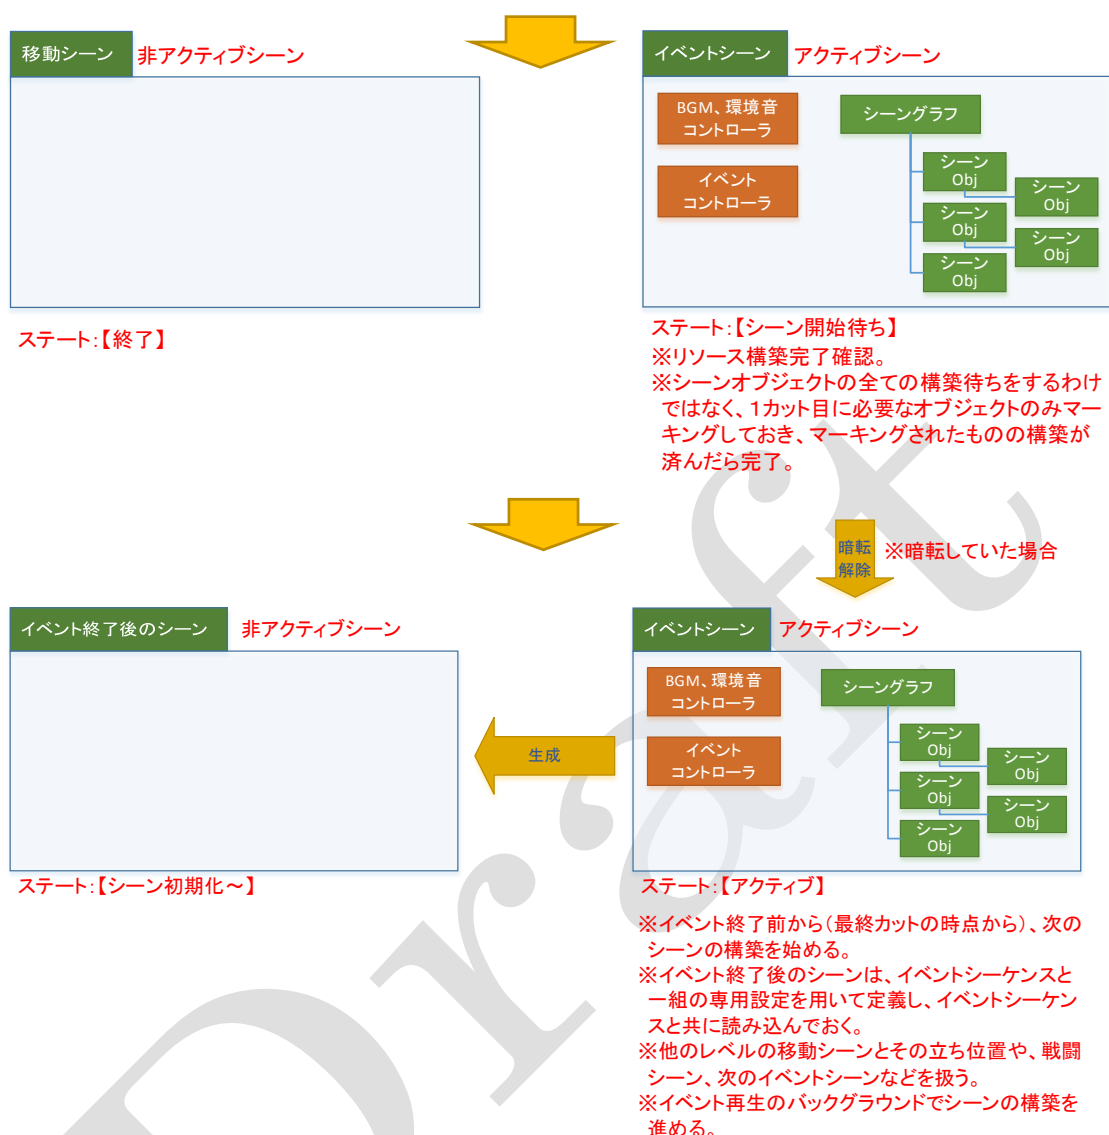 移動シーン
非アクティブシーン
イベントシーン
アクティブシーン
BGM、環境音
コントローラ
イベント
コントローラ
シーングラフ
シーン
Obj
シーン
Obj
シーン
Obj
シーン
Obj
シーン
Obj
ステート:【終了】
ステート:【シーン開始待ち】
※リソース構築完了確認。
※シーンオブジェクトの全ての構築待ちをするわけ
ではなく、1カット目に必要なオブジェクトのみマー
キングしておき、マーキングされたものの構築が
済んだら完了。
暗転
解除
※暗転していた場合
イベント終了後のシーン
非アクティブシーン
イベントシーン
アクティブシーン
BGM、環境音
コントローラ
イベント
コントローラ
シーングラフ
シーン
Obj
シーン
Obj
シーン
Obj
シーン
Obj
シーン
Obj
生成
ステート:【シーン初期化~】
ステート:【アクティブ】
※イベント終了前から(最終カットの時点から)、次の
シーンの構築を始める。
※イベント終了後のシーンは、イベントシーケンスと
一組の専用設定を用いて定義し、イベントシーケン
スと共に読み込んでおく。
※他のレベルの移動シーンとその立ち位置や、戦闘
シーン、次のイベントシーンなどを扱う。
※イベント再生のバックグラウンドでシーンの構築を
進める。
Draft